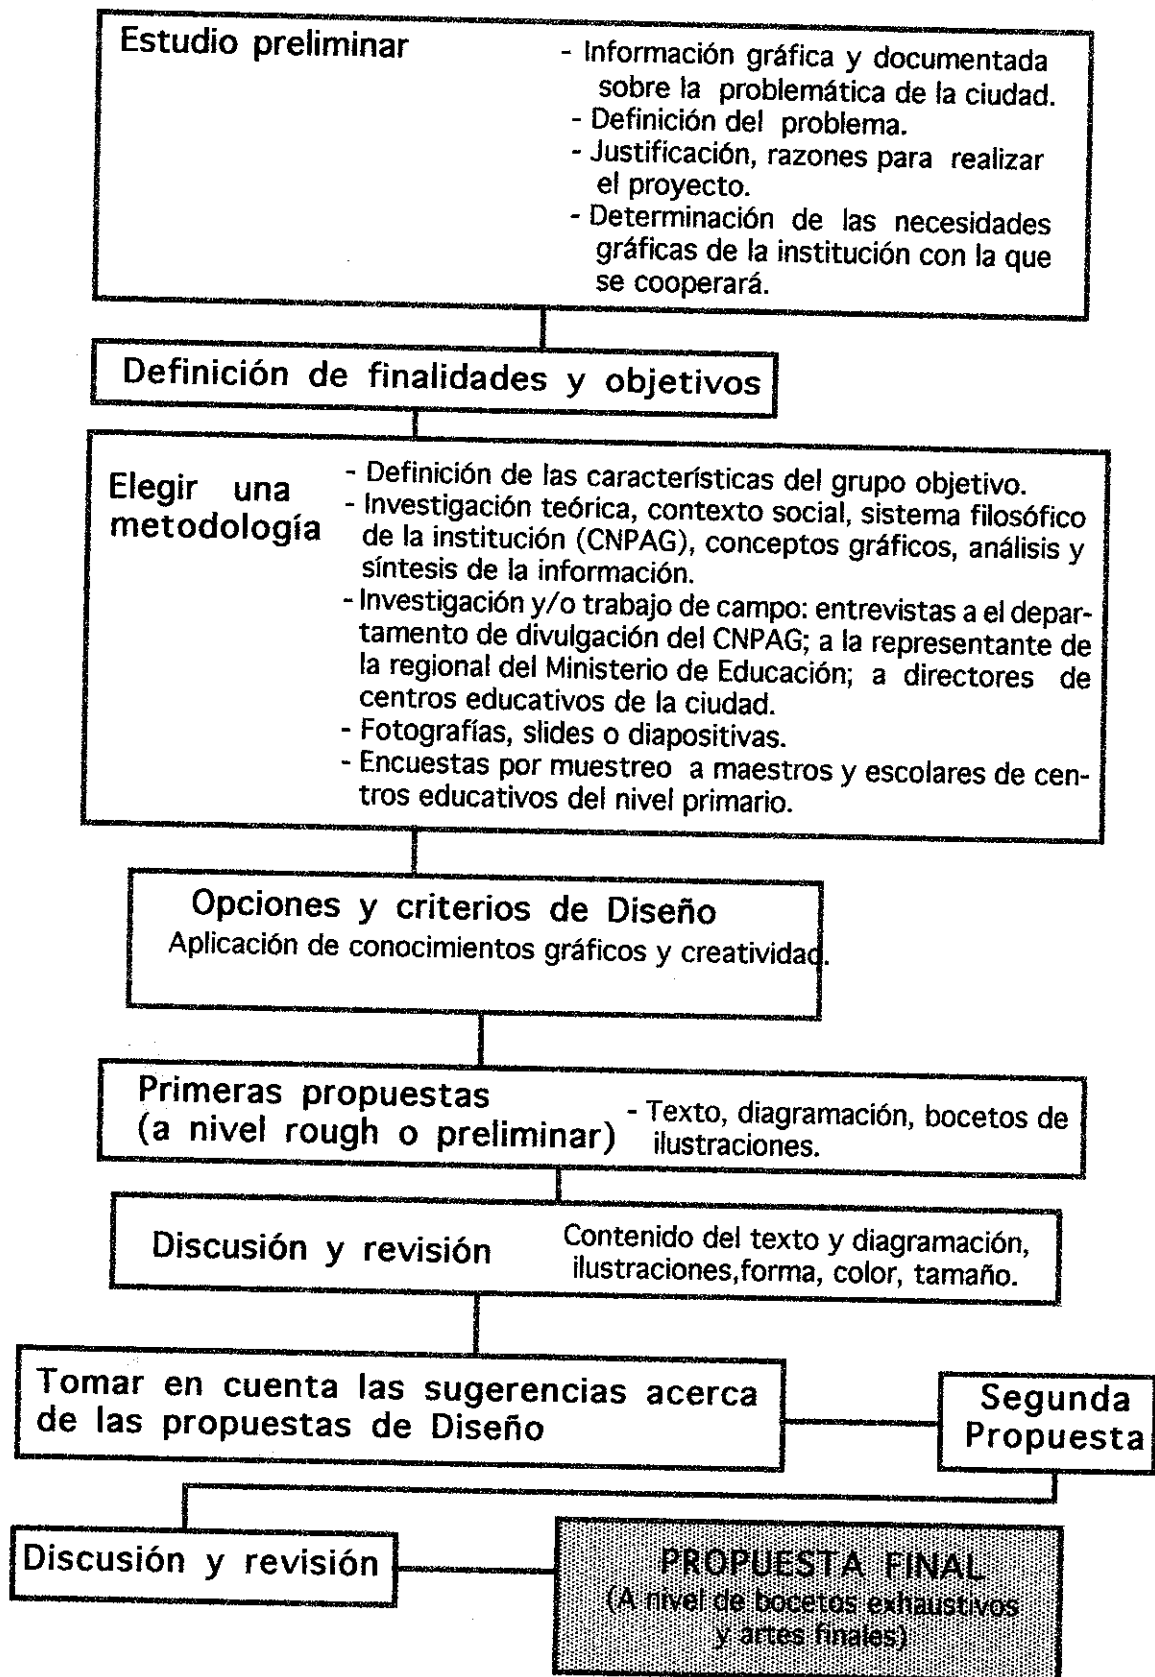 Estudio preliminar
- Información gráfica y documentada
sobre la problemática de la ciudad.
- Definición del problema.
- Justificación, razones para realizar
el proyecto.
- Determinación de las necesidades
gráficas de la institución con la que
se cooperará.
Definición de finalidades y objetivos
Elegir una
metodología
- Definición de las características del grupo objetivo.
- Investigación teórica, contexto social, sistema filosófico
de la institución (CNPAG), conceptos gráficos, análisis y
síntesis de la información.
- Investigación y/o trabajo de campo: entrevistas a el depar-
tamento de divulgación del CNPAG; a la representante de
la regional del Ministerio de Educación; a directores de
centros educativos de la ciudad.
- Fotografías, slides o diapositivas.
- Encuestas por muestreo a maestros y escolares de cen-
tros educativos del nivel primario.
Opciones y criterios de Diseño
Aplicación de conocimientos gráficos y creatividad.
Primeras propuestas
(a nivel rough o preliminar)
- Texto, diagramación, bocetos de
ilustraciones.
Discusión y revisión
Contenido del texto y diagramación,
ilustraciones,forma, color, tamaño.
Tomar en cuenta las sugerencias acerca
de las propuestas de Diseño
Segunda
Propuesta
Discusión y revisión
PROPUESTA FINAL
(A nivel de bocetos exhaustivos
y artes finales)